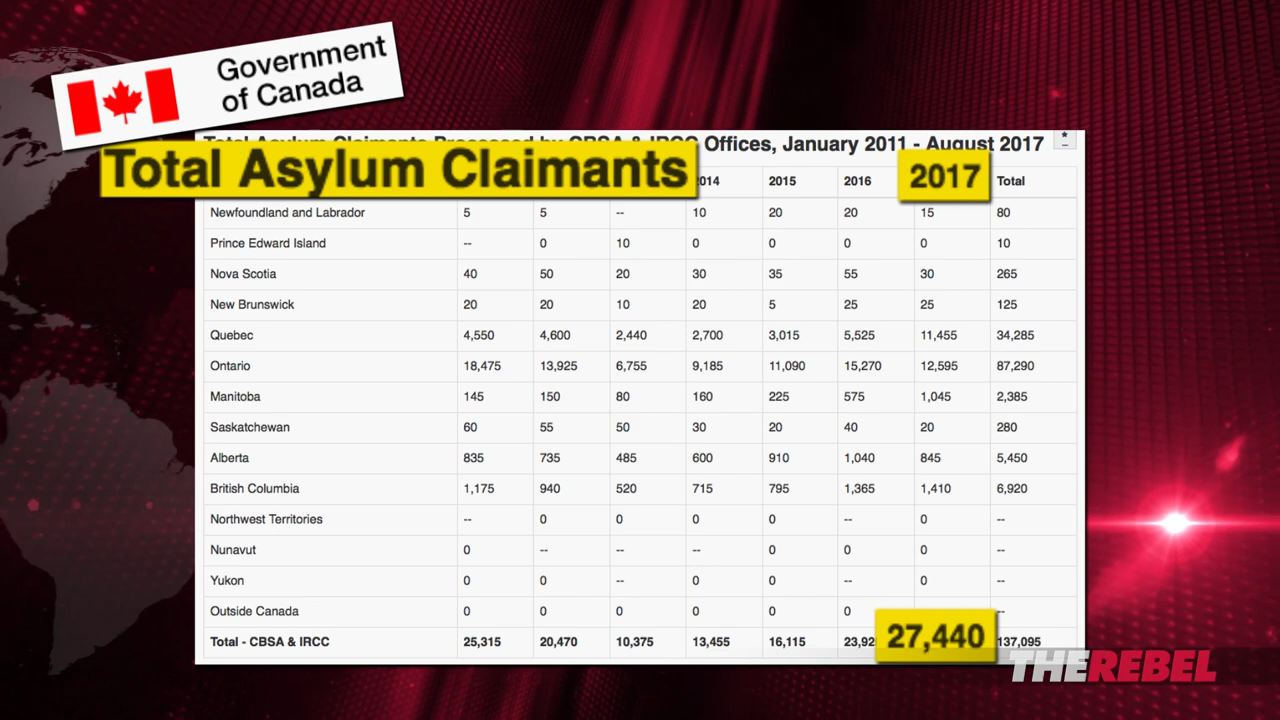 Government
of Canada
Offices, January 2011 - August 2017
Total Asylum Claimants
2014 2015 2016 2017 Total
Newfoundland and Labrador 5 5 -- 10 20 20 15 80
Prince Edward Island -- 0 10 0 0 0 0 10
Nova Scotia 40 50 20 30 35 55 30 265
New Brunswick 20 20 10 20 5 25 25 125
Quebec 4,550 4,600 2,440 2,700 3,015 5,525 11,455 34,285
Ontario 18,475 13,925 6,755 9,185 11,090 15,270 12,595 87,290
Manitoba 145 150 80 160 225 575 1,045 2,385
Saskatchewan 60 55 50 30 20 40 20 280
Alberta 835 735 485 600 910 1,040 845 5,450
British Columbia 1,175 940 520 715 795 1,365 1,410 6,920
Northwest Territories -- 0 0 0 0 -- 0 --
Nunavut 0 -- -- -- 0 0 0 --
Yukon 0 0 -- 0 0 -- 0 --
Outside Canada 0 0 0 0 0 0 --
Total - CBSA & IRCC 25,315 20,470 10,375 13,455 16,115 23,92 27,440 137,095
THEREBEL